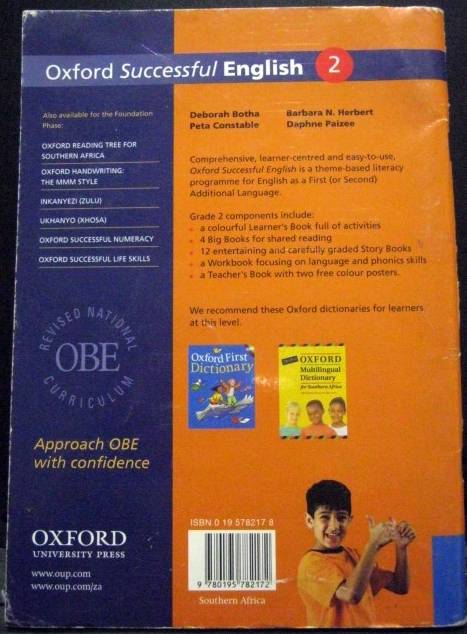 Oxford Successful English 2
Also available for the Foundation
Phase:
OXFORD READING TREE FOR
SOUTHERN AFRICA
OXFORD HANDWRITING:
THE MMM STYLE
INKANYEZI (ZULU)
UKHANYO (XHOSA)
OXFORD SUCCESSFUL NUMERACY
OXFORD SUCCESSFUL LIFE SKILLS
REVISED NATIONAL
OBE
CURRICULUM
Approach OBE
with confidence
OXFORD
UNIVERSITY PRESS
www.oup.com
www.oup.com/za
Deborah Botha Barbara N. Herbert
Peta Constable Daphne Paizee
Comprehensive, learner-centred and easy-to-use,
Oxford Successful English is a theme-based literacy
programme for English as a First (or Second)
Additional Language.
Grade 2 components include:
• a colourful Learner's Book full of activities
• 4 Big Books for shared reading
• 12 entertaining and carefully graded Story Books
• a Workbook focusing on language and phonics skills
• a Teacher's Book with two free colour posters.
We recommend these Oxford dictionaries for learners
at this level.
Oxford First
Dictionary
OXFORD
Multilingual
Dictionary
for Southern Africa
ISBN 0 19 578217 8
9 780195 782172
Southern Africa